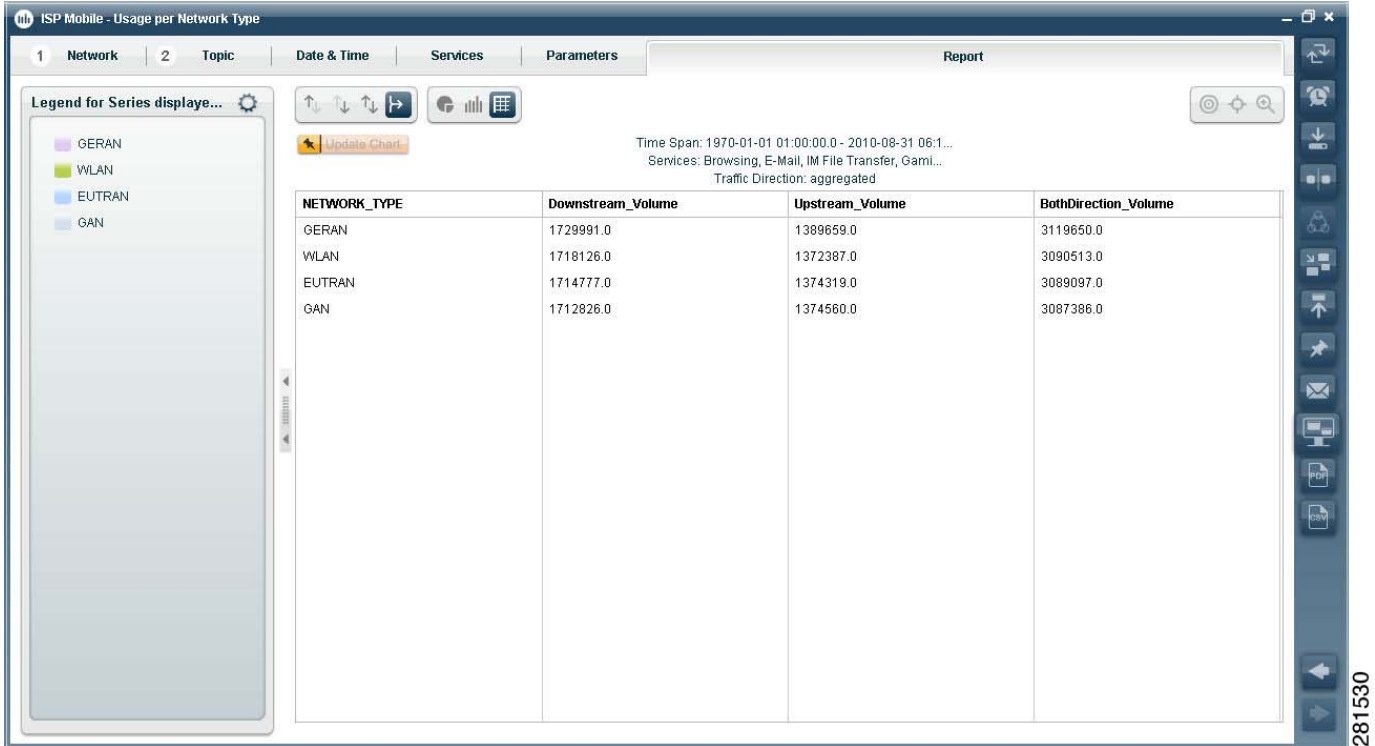 ISP Mobile - Usage per Network Type
1 Network 2 Topic Date & Time Services Parameters Report
Legend for Series displaye...
GERAN
WLAN
EUTRAN
GAN
Update Chart
Time Span: 1970-01-01 01:00:00.0 - 2010-08-31 06:1...
Services: Browsing, E-Mail, IM File Transfer, Gami...
Traffic Direction: aggregated
NETWORK_TYPE Downstream_Volume Upstream_Volume BothDirection_Volume
GERAN 1729991.0 1389659.0 3119650.0
WLAN 1718126.0 1372387.0 3090513.0
EUTRAN 1714777.0 1374319.0 3089097.0
GAN 1712826.0 1374560.0 3087386.0
PDF
CSV
281530